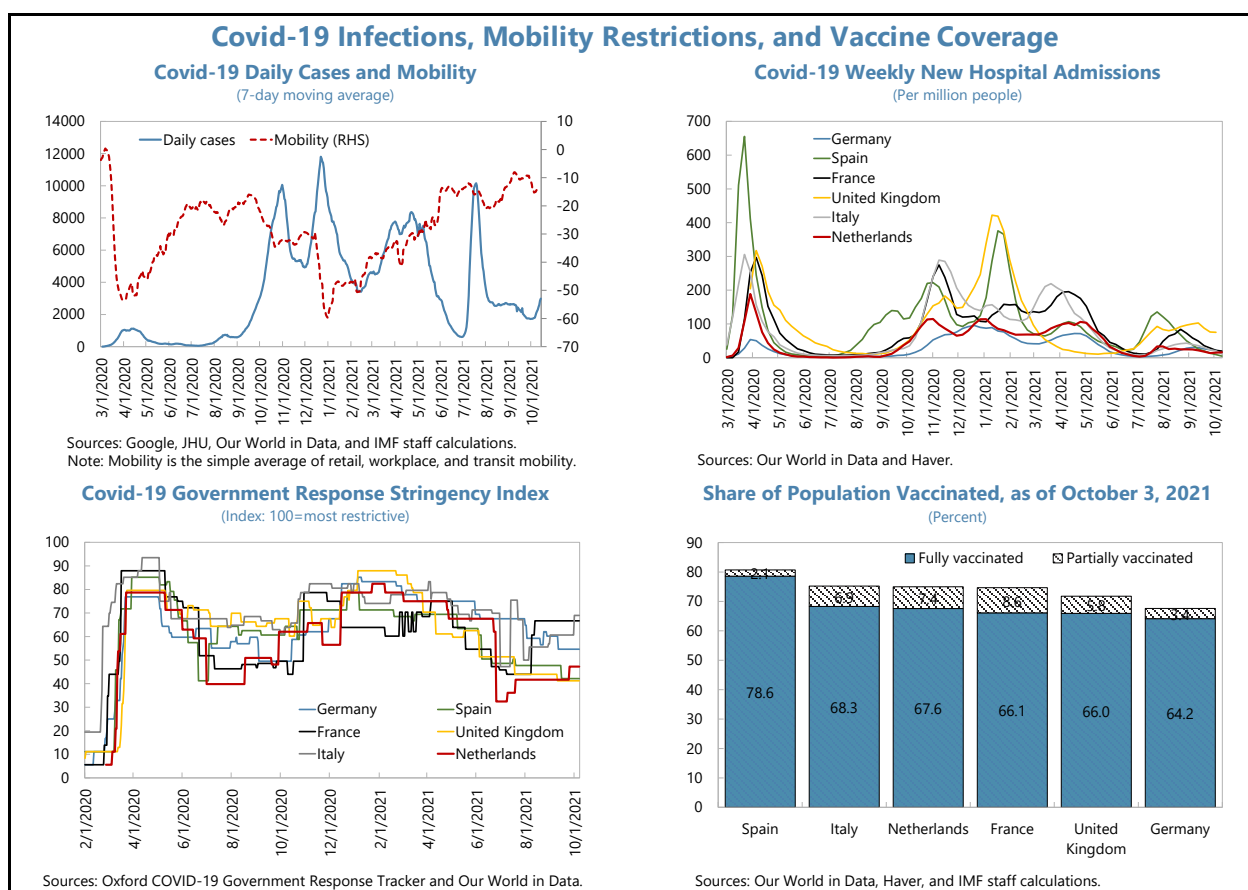 Covid-19 Infections, Mobility Restrictions, and Vaccine Coverage
Covid-19 Daily Cases and Mobility
(7-day moving average)
14000
12000
10000
8000
6000
4000
2000
0
10
0
-10
-20
-30
-40
-50
-60
-70
Daily cases
Mobility (RHS)
3/1/2020
4/1/2020
5/1/2020
6/1/2020
7/1/2020
8/1/2020
9/1/2020
10/1/2020
11/1/2020
12/1/2020
1/1/2021
2/1/2021
3/1/2021
4/1/2021
5/1/2021
6/1/2021
7/1/2021
8/1/2021
9/1/2021
10/1/2021
Sources: Google, JHU, Our World in Data, and IMF staff calculations.
Note: Mobility is the simple average of retail, workplace, and transit mobility.
Covid-19 Weekly New Hospital Admissions
(Per million people)
700
600
500
400
300
200
100
0
Germany
Spain
France
United Kingdom
Italy
Netherlands
3/1/2020
4/1/2020
5/1/2020
6/1/2020
7/1/2020
8/1/2020
9/1/2020
10/1/2020
11/1/2020
12/1/2020
1/1/2021
2/1/2021
3/1/2021
4/1/2021
5/1/2021
6/1/2021
7/1/2021
8/1/2021
9/1/2021
10/1/2021
Sources: Our World in Data and Haver.
Covid-19 Government Response Stringency Index
(Index: 100=most restrictive)
100
90
80
70
60
50
40
30
20
10
0
Germany
Spain
France
United Kingdom
Italy
Netherlands
2/1/2020
4/1/2020
6/1/2020
8/1/2020
10/1/2020
12/1/2020
2/1/2021
4/1/2021
6/1/2021
8/1/2021
10/1/2021
Sources: Oxford COVID-19 Government Response Tracker and Our World in Data.
Share of Population Vaccinated, as of October 3, 2021
(Percent)
90
80
70
60
50
40
30
20
10
0
Fully vaccinated
Partially vaccinated
2.1
6.9
7.4
8.6
5.8
3.4
78.6
68.3
67.6
66.1
66.0
64.2
Spain
Italy
Netherlands
France
United
Kingdom
Germany
Sources: Our World in Data, Haver, and IMF staff calculations.